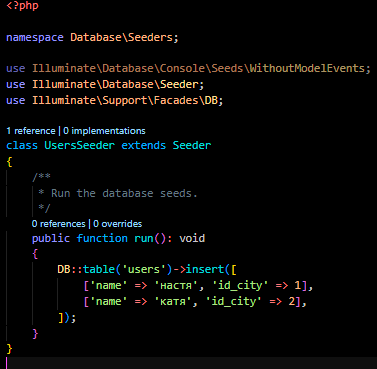 <?php
namespace Database\Seeders;
use Illuminate\Database\Console\Seeds\WithoutModelEvents;
use Illuminate\Database\Seeder;
use Illuminate\Support\Facades\DB;
1 reference | 0 implementations
class UsersSeeder extends Seeder
{
/**
* Run the database seeds.
*/
0 references | 0 overrides
public function run(): void
{
DB::table('users')->insert([
['name' => 'настя', 'id_city' => 1],
['name' => 'катя', 'id_city' => 2],
]);
}
}